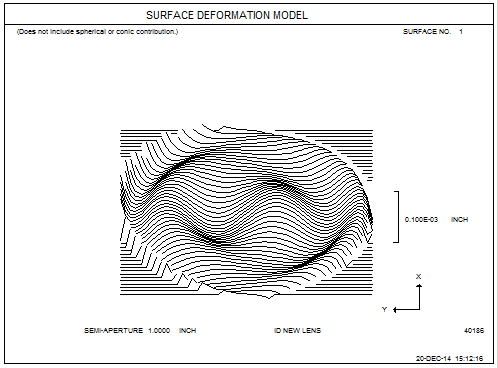 SURFACE DEFORMATION MODEL
(Does not include spherical or conic contribution.) SURFACE NO. 1
0.100E-03 INCH
X
Y
SEMI-APERTURE 1.0000 INCH ID NEW LENS 40186
20-DEC-14 15:12:16